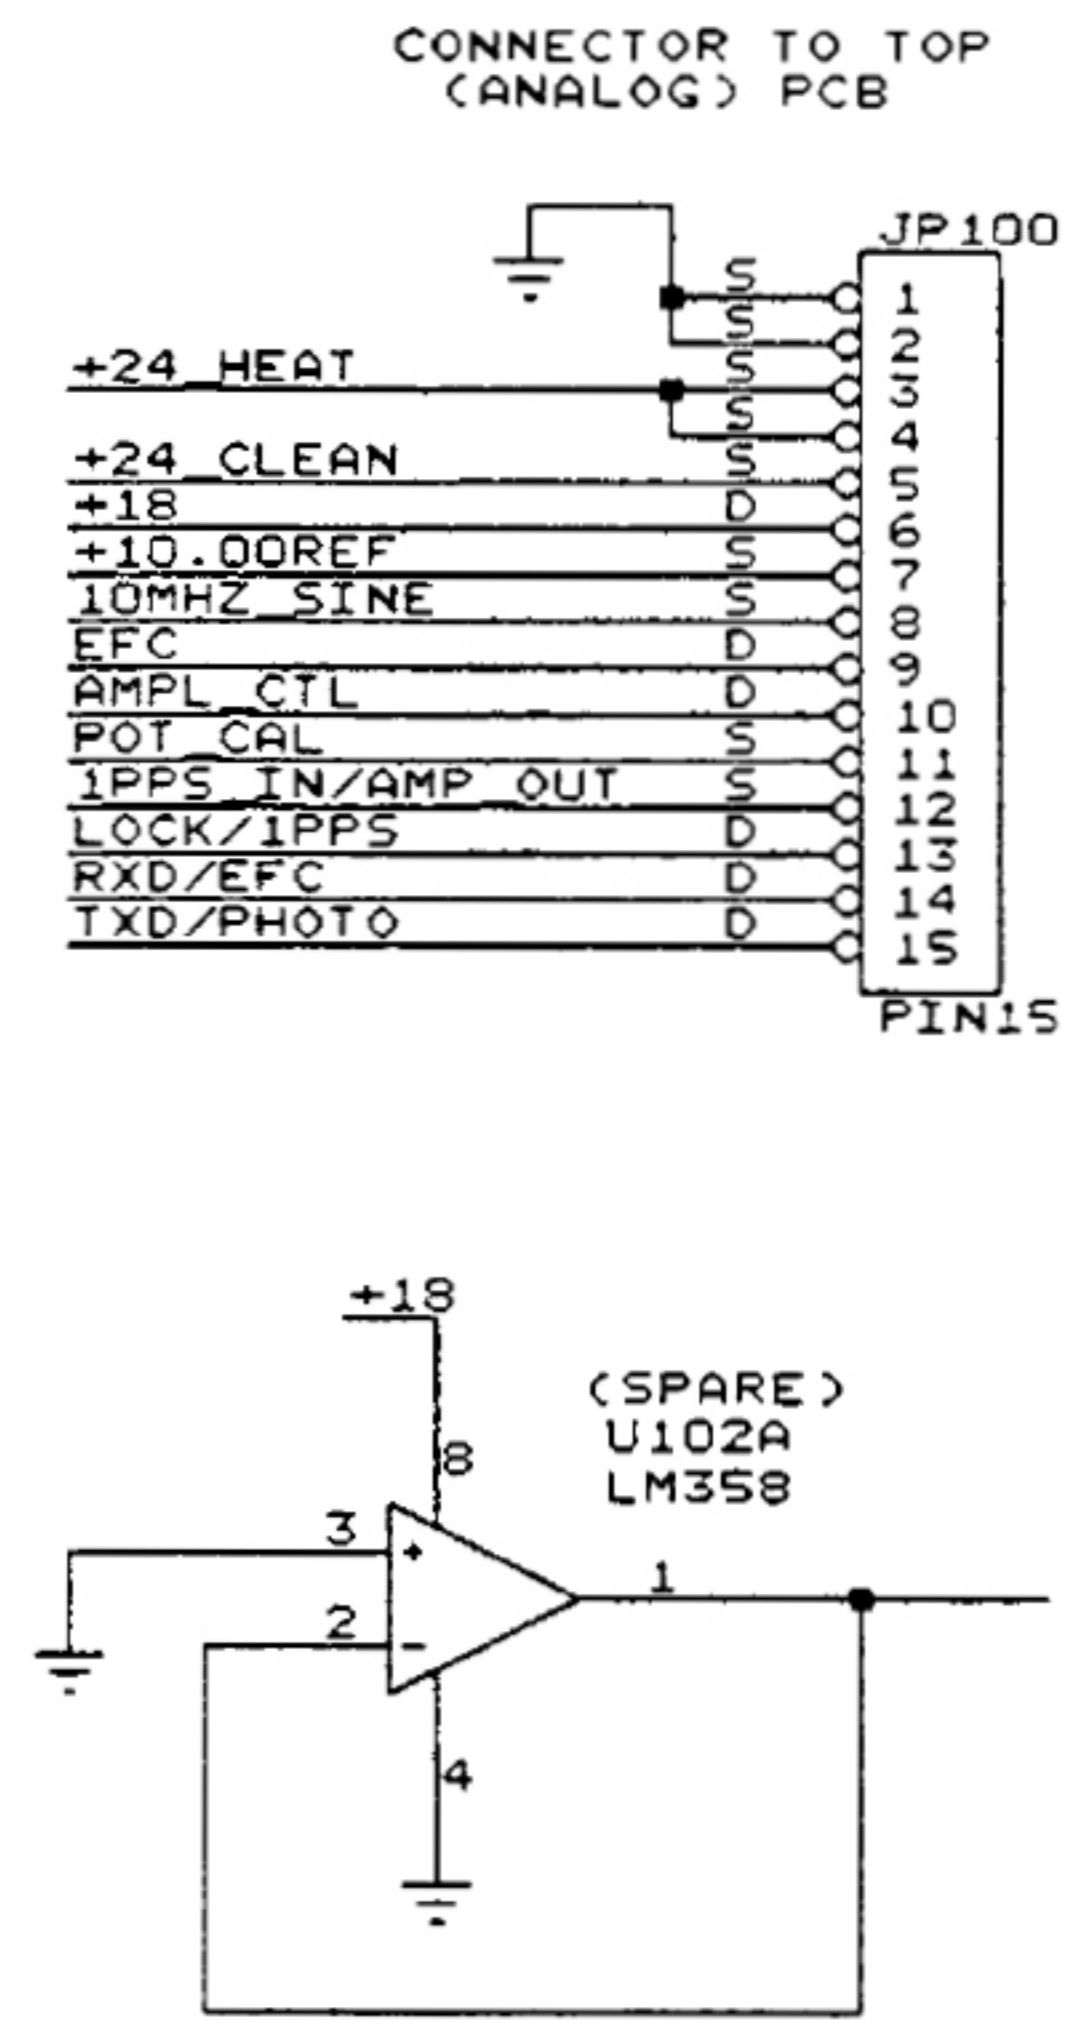 CONNECTOR TO TOP
(ANALOG) PCB
JP100
S
1
S
2
+24_HEAT
S
3
S
4
+24_CLEAN
S
5
+18
D
6
+10.00REF
S
7
10MHZ_SINE
S
8
EFC
D
9
AMPL_CTL
D
10
POT_CAL
S
11
1PPS_IN/AMP_OUT
S
12
LOCK/1PPS
D
13
RXD/EFC
D
14
TXD/PHOTO
D
15
PIN15
+18
(SPARE)
U102A
LM358
8
3
+
1
2
-
4